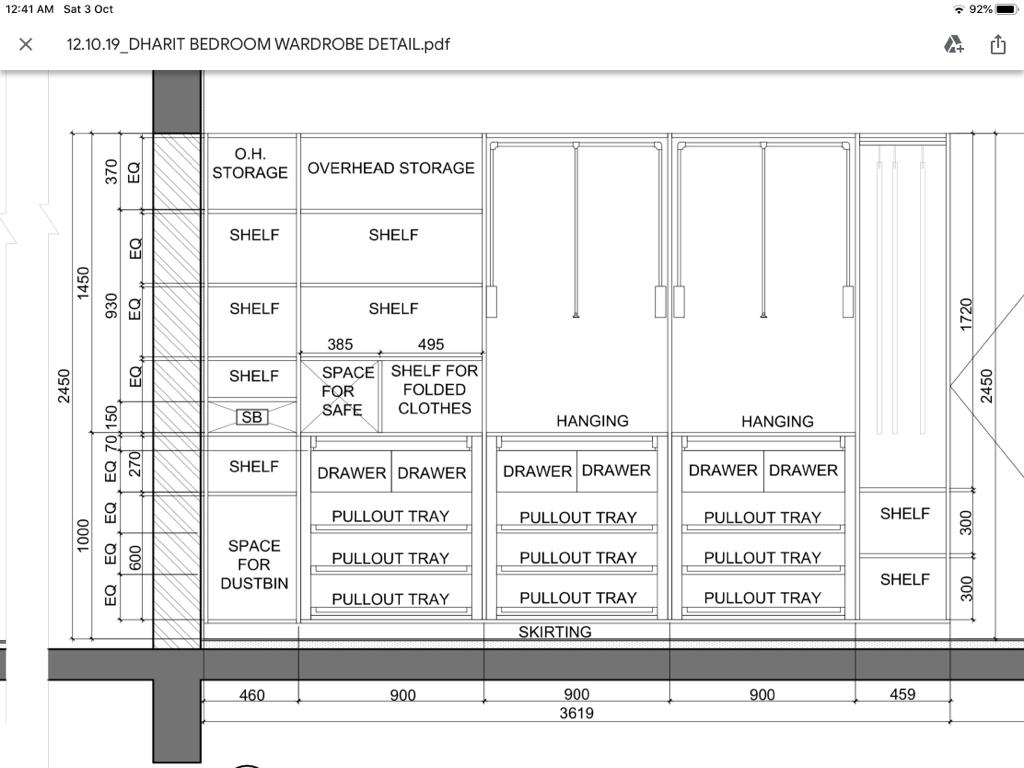 12:41 AM Sat 3 Oct
92%
12.10.19_DHARIT BEDROOM WARDROBE DETAIL.pdf
O.H.
STORAGE
OVERHEAD STORAGE
370
EQ
SHELF
SHELF
EQ
1450
930
SHELF
SHELF
EQ
1720
385
495
2450
2450
SHELF
EQ
SPACE
FOR
SAFE
SHELF FOR
FOLDED
CLOTHES
SB
150
HANGING
HANGING
70
270
EQ
SHELF
DRAWER
DRAWER
DRAWER
DRAWER
DRAWER
DRAWER
1000
EQ
PULLOUT TRAY
PULLOUT TRAY
PULLOUT TRAY
SHELF
300
600
EQ
SPACE
FOR
DUSTBIN
PULLOUT TRAY
PULLOUT TRAY
PULLOUT TRAY
SHELF
300
EQ
PULLOUT TRAY
PULLOUT TRAY
PULLOUT TRAY
SKIRTING
460
900
900
900
459
3619